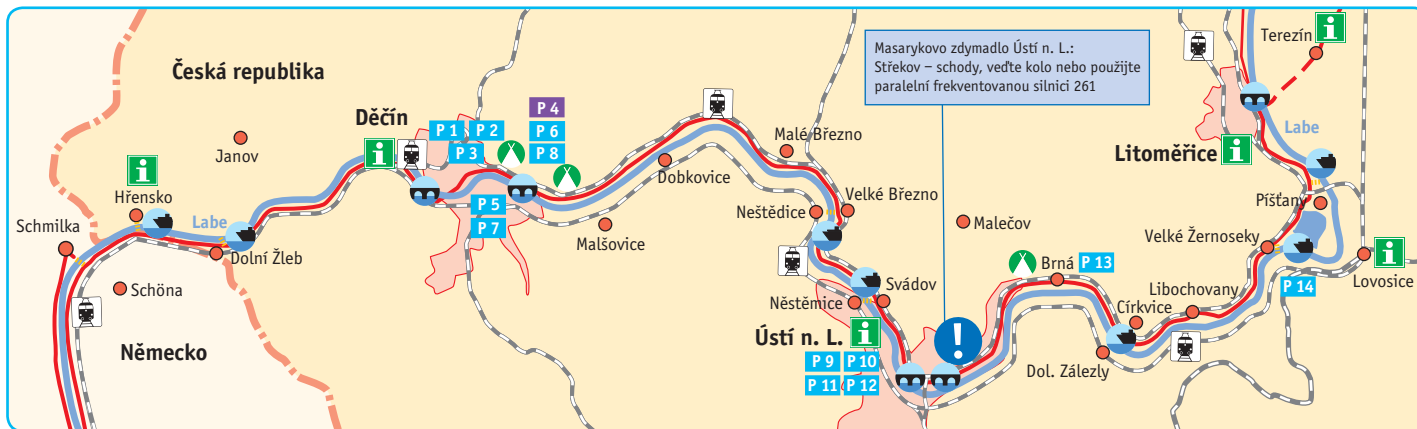 Česká republika
Německo
Schmilka
Hřensko
Labe
Janov
Schöna
Dolní Žleb
Děčín
P 1
P 2
P 3
P 4
P 6
P 8
P 5
P 7
Malšovice
Dobkovice
Malé Březno
Velké Březno
Neštědice
Malečov
Svádov
Něstěmice
Ústí n. L.
P 9
P 10
P 11
P 12
Masarykovo zdymadlo Ústí n. L.:
Střekov – schody, veďte kolo nebo použijte
paralelní frekventovanou silnici 261
!
Brná
P 13
Církvice
Dol. Zálezly
Libochovany
Velké Žernoseky
P 14
Píšťany
Lovosice
Litoměřice
Labe
Terezín
i
i
i
i
i
i